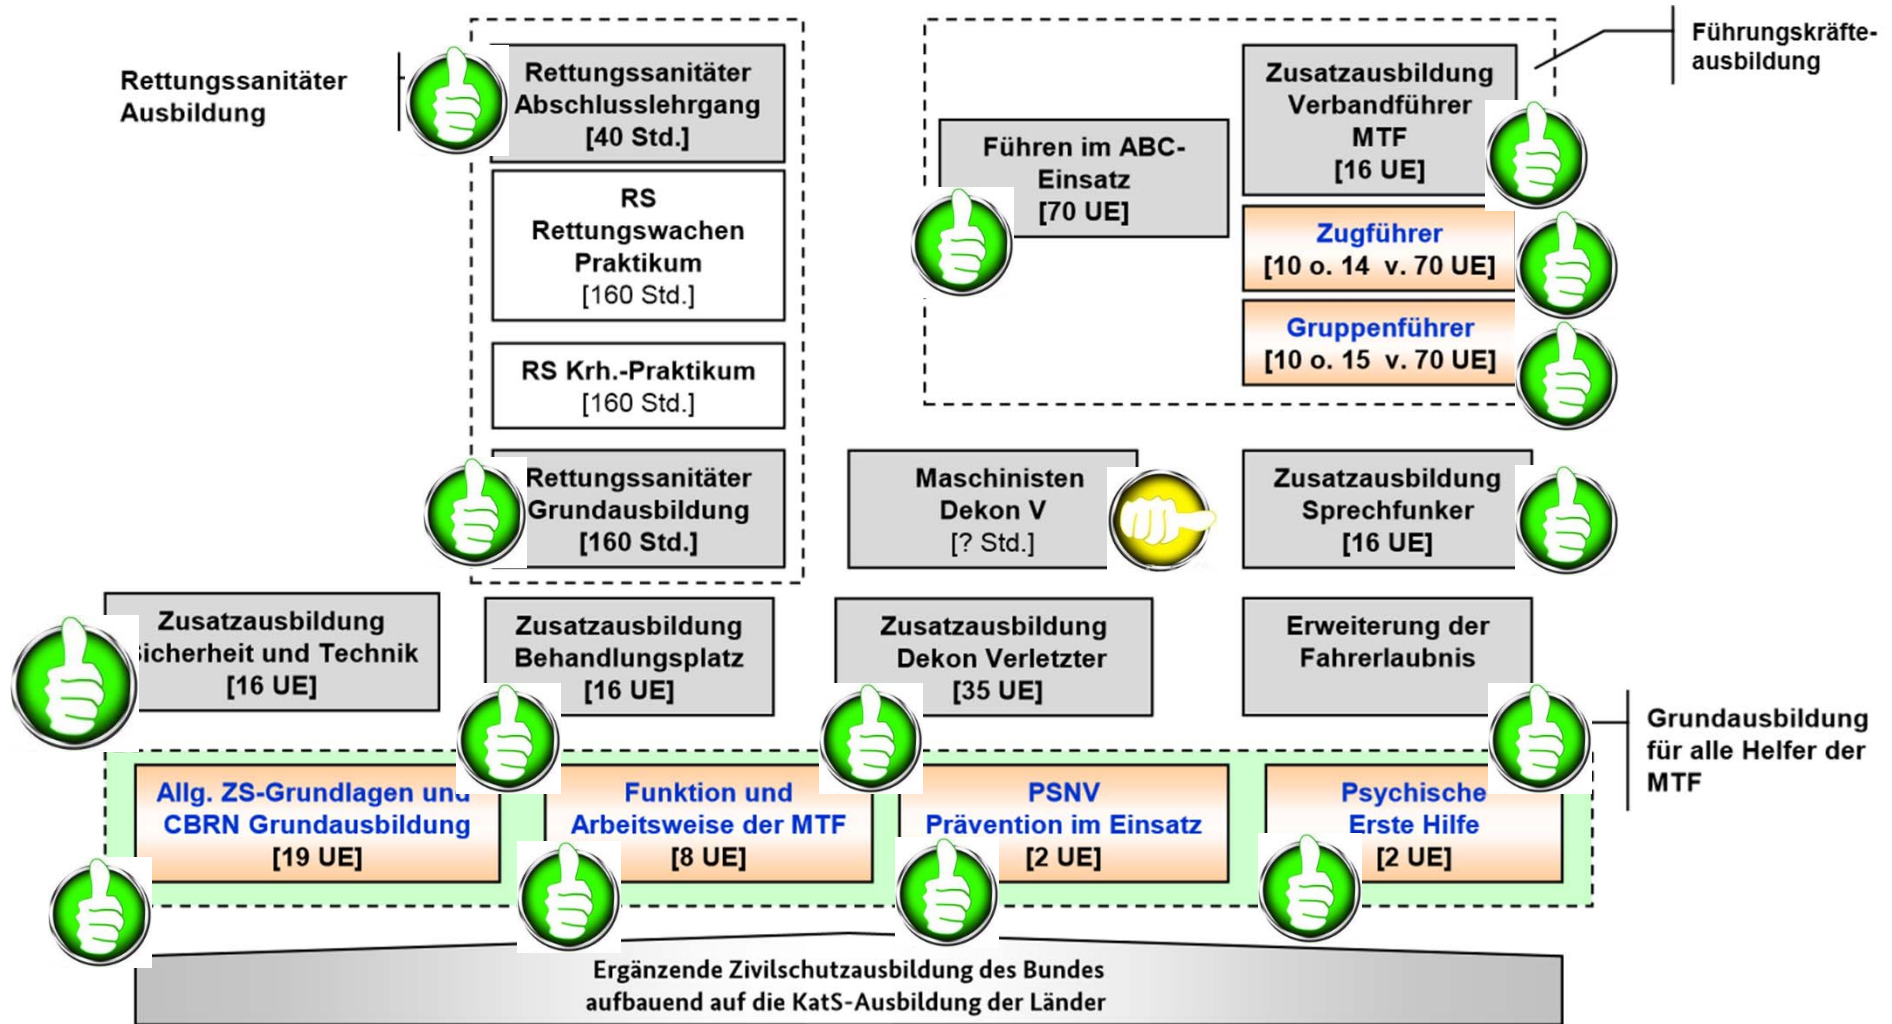 Rettungssanitäter
Ausbildung
Rettungssanitäter
Abschlusslehrgang
[40 Std.]
RS
Rettungswachen
Praktikum
[160 Std.]
RS Krh.-Praktikum
[160 Std.]
Rettungssanitäter
Grundausbildung
[160 Std.]
Führungskräfte-
ausbildung
Führen im ABC-
Einsatz
[70 UE]
Zusatzausbildung
Verbandführer
MTF
[16 UE]
Zugführer
[10 o. 14 v. 70 UE]
Gruppenführer
[10 o. 15 v. 70 UE]
Maschinisten
Dekon V
[? Std.]
Zusatzausbildung
Sprechfunker
[16 UE]
Zusatzausbildung
Sicherheit und Technik
[16 UE]
Zusatzausbildung
Behandlungsplatz
[16 UE]
Zusatzausbildung
Dekon Verletzter
[35 UE]
Erweiterung der
Fahrerlaubnis
Grundausbildung
für alle Helfer der
MTF
Allg. ZS-Grundlagen und
CBRN Grundausbildung
[19 UE]
Funktion und
Arbeitsweise der MTF
[8 UE]
PSNV
Prävention im Einsatz
[2 UE]
Psychische
Erste Hilfe
[2 UE]
Ergänzende Zivilschutzausbildung des Bundes
aufbauend auf die KatS-Ausbildung der Länder